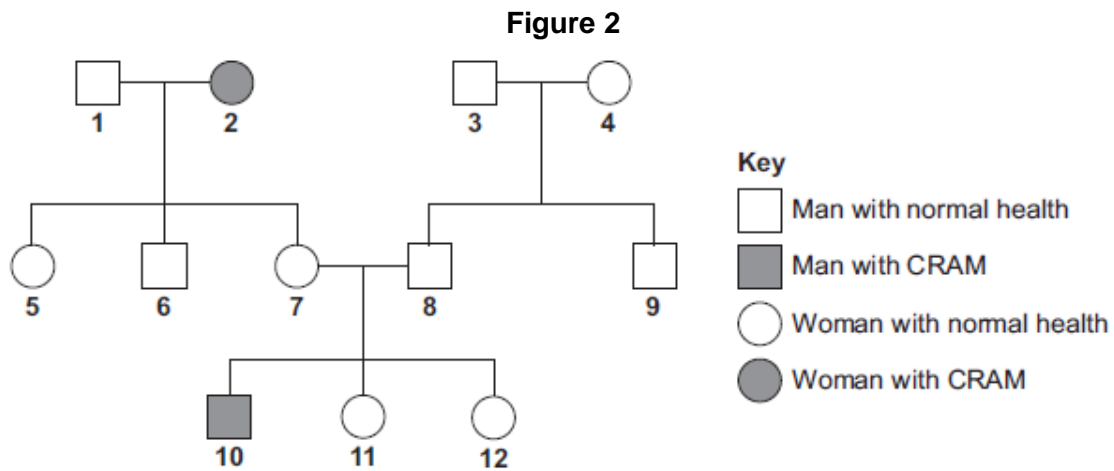 Figure 2
1 2 3 4
Key
Man with normal health
Man with CRAM
Woman with normal health
Woman with CRAM
5 6 7 8 9
10 11 12